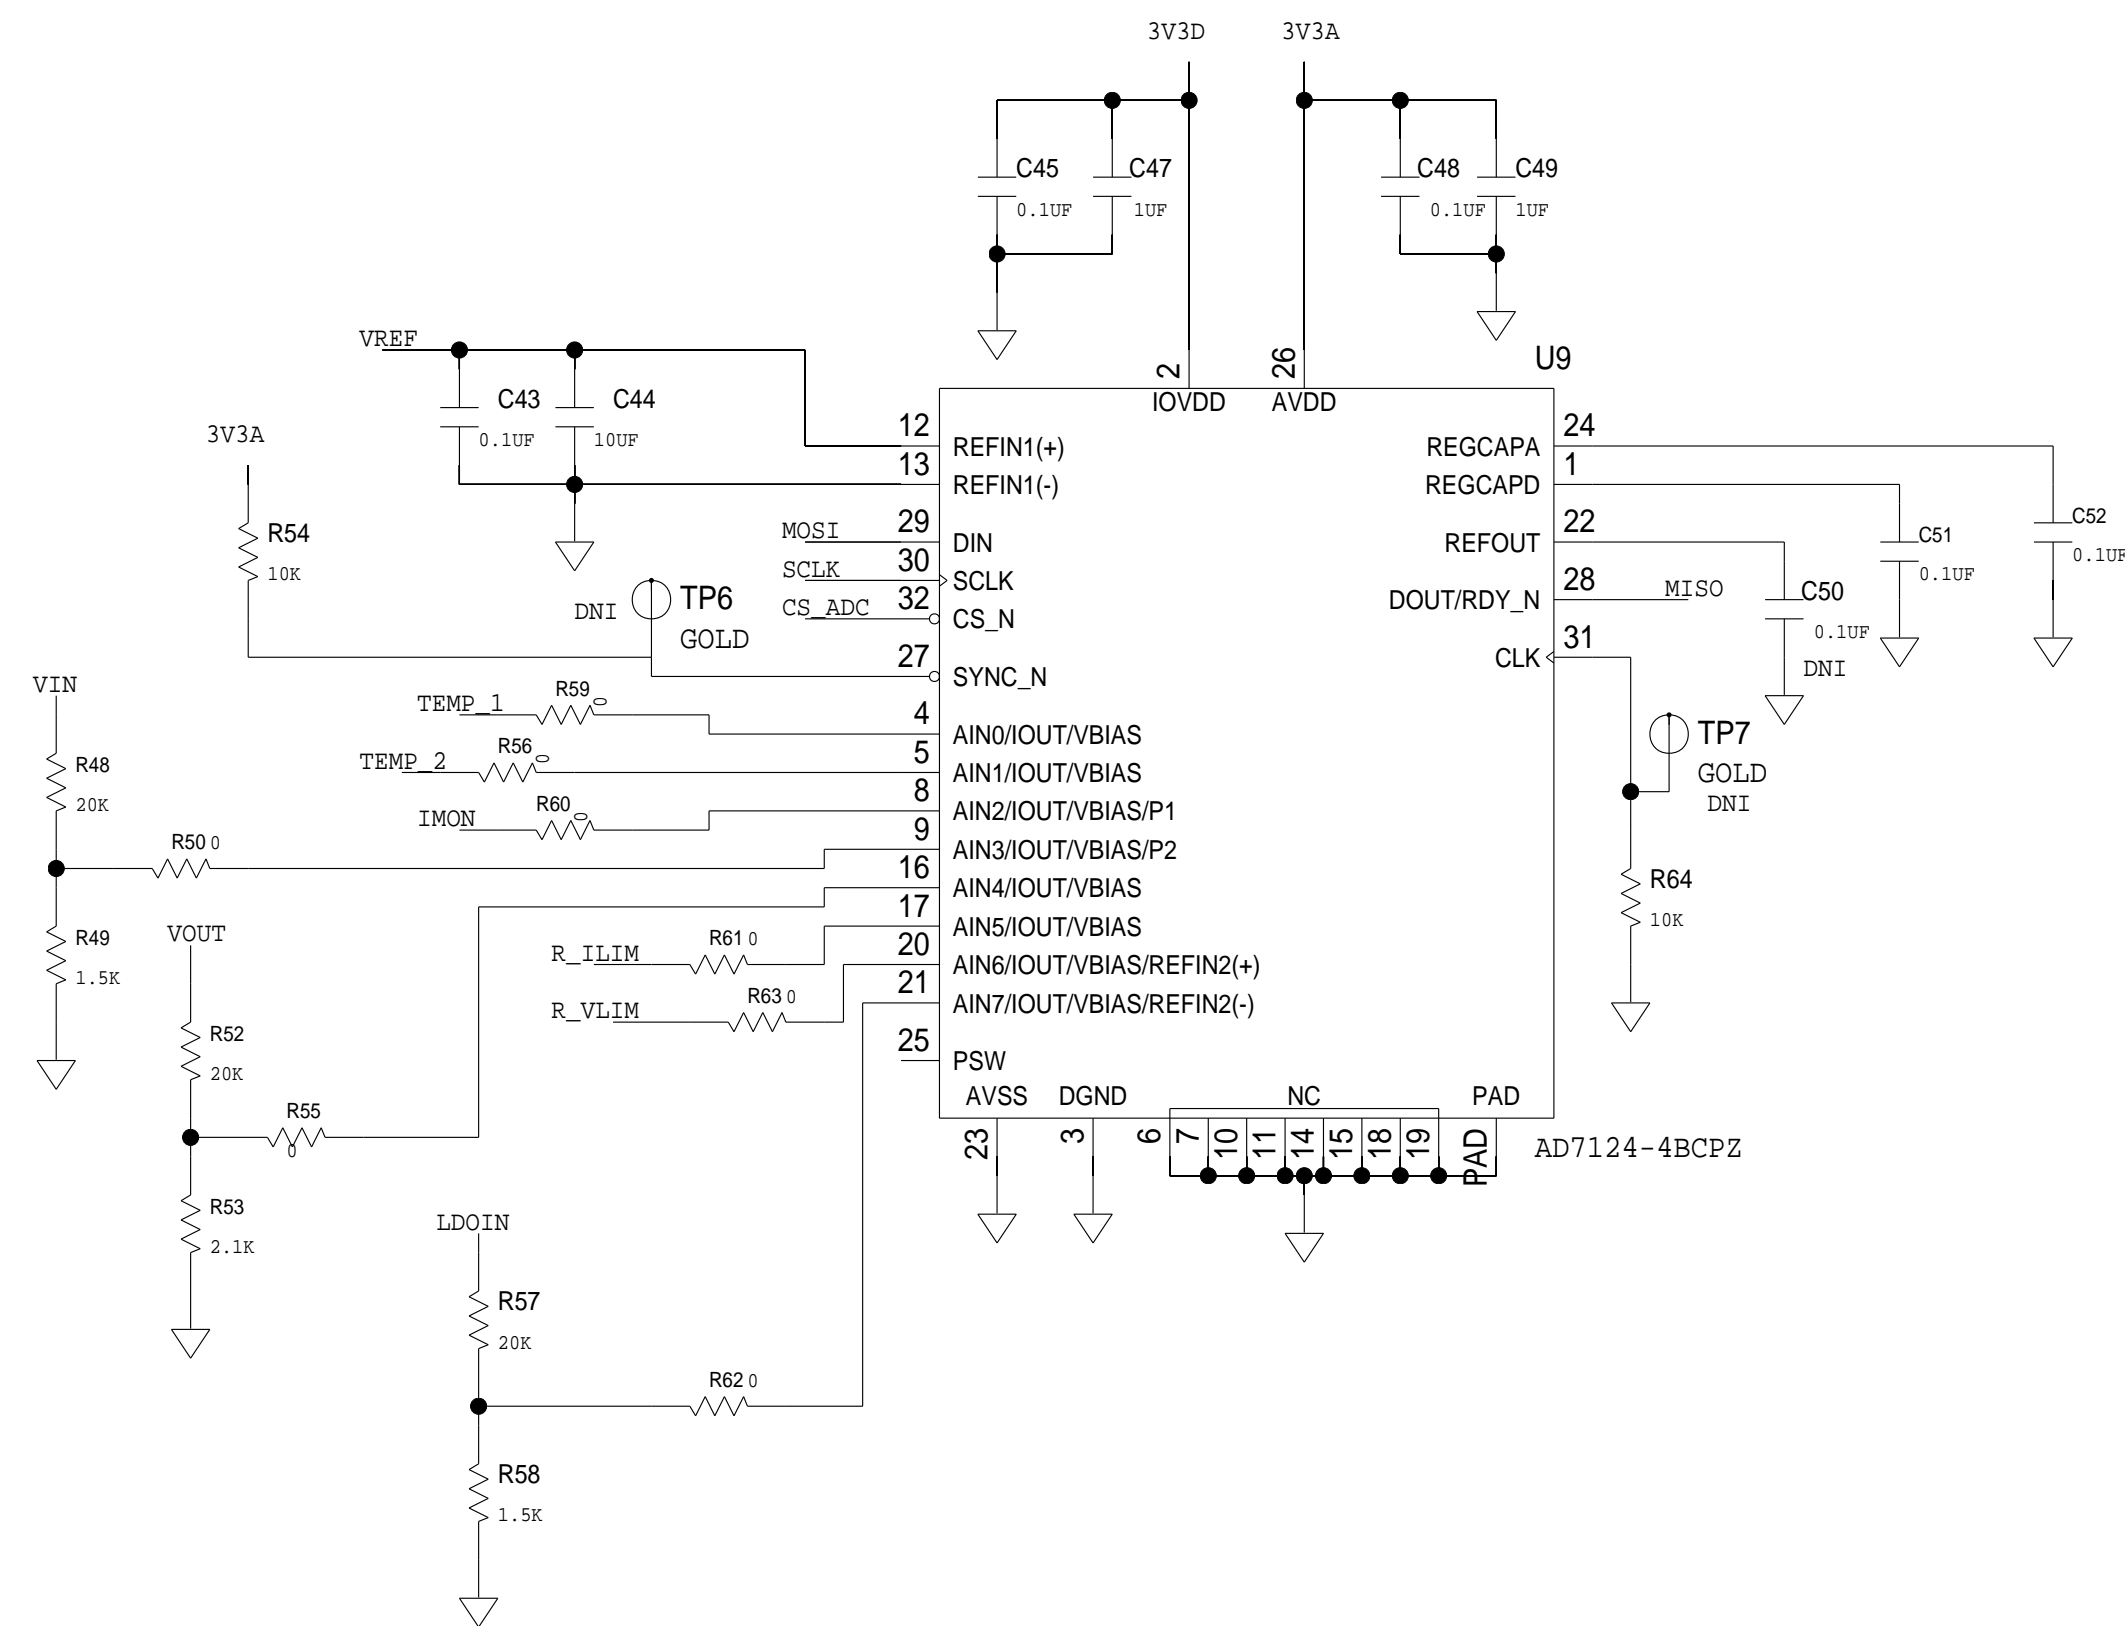 3V3D 3V3A
C45 C47 C48 C49
0.1UF 1UF 0.1UF 1UF
VREF
U9
2 26
IOVDD AVDD
C43 C44
0.1UF 10UF
3V3A
12 REFIN1(+)
13 REFIN1(-)
REGCAPA 24
REGCAPD 1
R54
10K
MOSI 29 DIN
SCLK 30 SCLK
CS_ADC 32 CS_N
REFOUT 22
DOUT/RDY_N 28 MISO
CLK 31
C52
0.1UF
C51
0.1UF
C50
0.1UF
DNI
DNI TP6
GOLD
27 SYNC_N
VIN
TEMP_1 R59 0 4 AIN0/IOUT/VBIAS
TEMP_2 R56 0 5 AIN1/IOUT/VBIAS
IMON R60 0 8 AIN2/IOUT/VBIAS/P1
TP7
GOLD
DNI
R48
20K
R50 0 9 AIN3/IOUT/VBIAS/P2
16 AIN4/IOUT/VBIAS
17 AIN5/IOUT/VBIAS
R_ILIM R61 0
20 AIN6/IOUT/VBIAS/REFIN2(+)
R_VLIM R63 0
21 AIN7/IOUT/VBIAS/REFIN2(-)
R64
10K
R49
1.5K
VOUT
R52
20K
25 PSW
AVSS DGND NC PAD
23 3 6 7 10 11 14 15 18 19 PAD
AD7124-4BCPZ
R55
0
R53
2.1K
LDOIN
R57
20K
R62 0
R58
1.5K